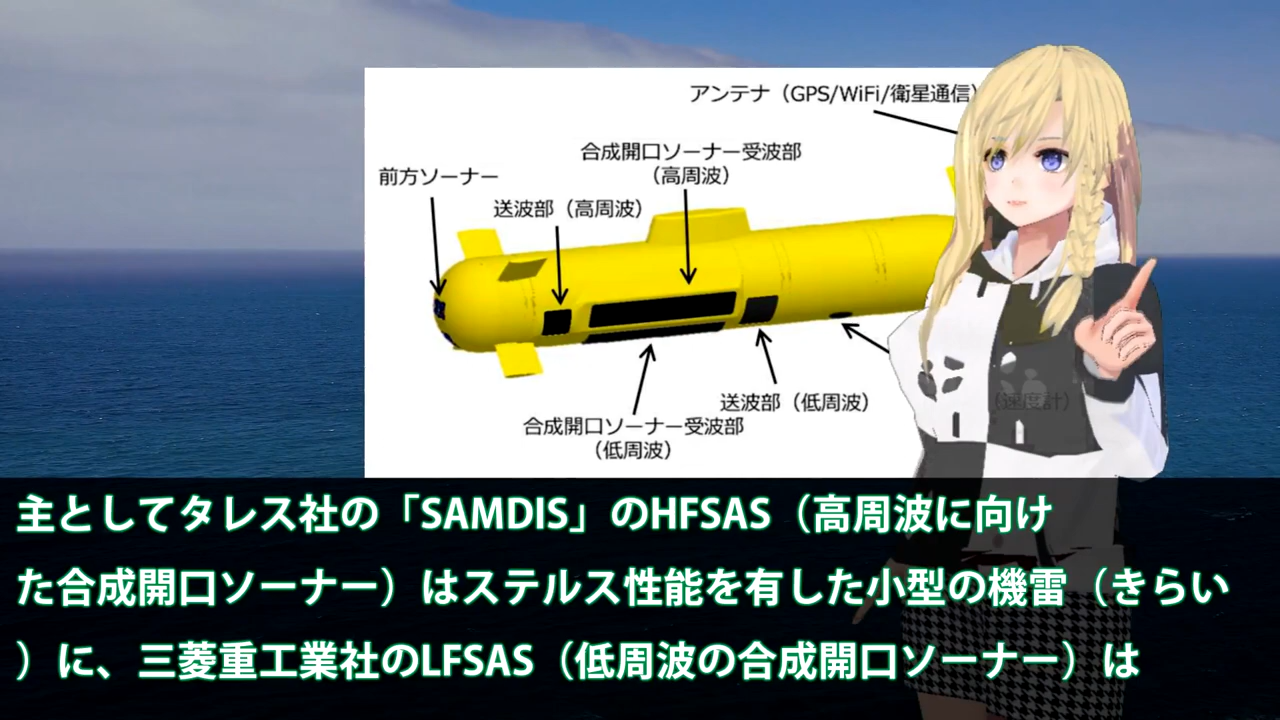 アンテナ（GPS/WiFi/衛星通信）
合成開口ソーナー受波部
（高周波）
前方ソーナー
送波部（高周波）
送波部（低周波）
（速度計）
合成開口ソーナー受波部
（低周波）
主としてタレス社の「SAMDIS」のHFSAS（高周波に向け
た合成開口ソーナー）はステルス性能を有した小型の機雷（きらい
）に、三菱重工業社のLFSAS（低周波の合成開口ソーナー）は